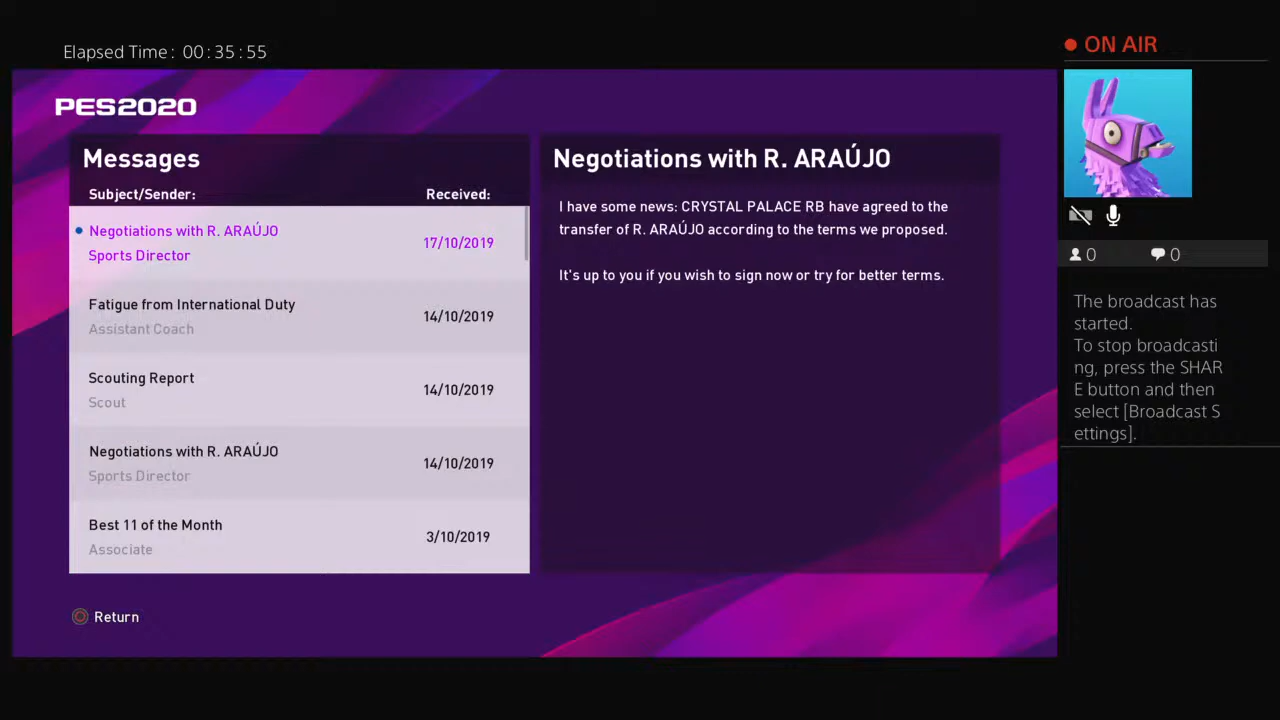 Elapsed Time: 00:35:55
ON AIR
PES2020
Messages
Subject/Sender:
Received:
Negotiations with R. ARAÚJO
Sports Director
17/10/2019
Fatigue from International Duty
Assistant Coach
14/10/2019
Scouting Report
Scout
14/10/2019
Negotiations with R. ARAÚJO
Sports Director
14/10/2019
Best 11 of the Month
Associate
3/10/2019
Negotiations with R. ARAÚJO
I have some news: CRYSTAL PALACE RB have agreed to the
transfer of R. ARAÚJO according to the terms we proposed.
It's up to you if you wish to sign now or try for better terms.
Return
0
0
The broadcast has
started.
To stop broadcasti
ng, press the SHAR
E button and then
select [Broadcast S
ettings].